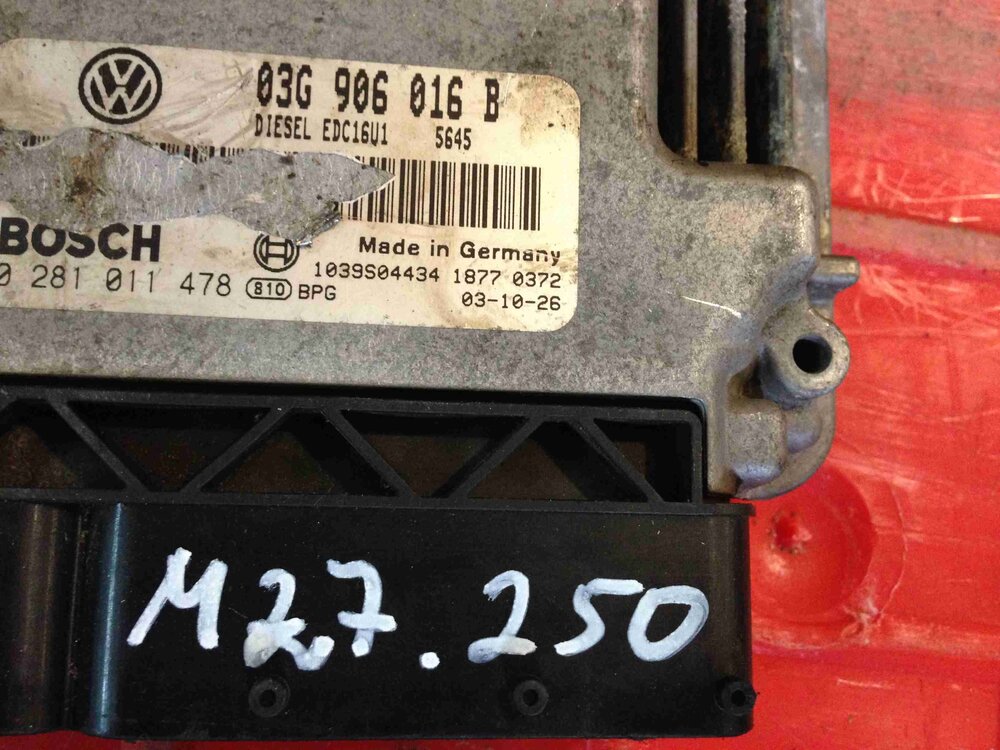 03G 906 016 B
DIESEL EDC16U1 5645
BOSCH
Made in Germany
0 281 011 478 810 BPG
1039S04434 1877 0372
03-10-26
M27.250